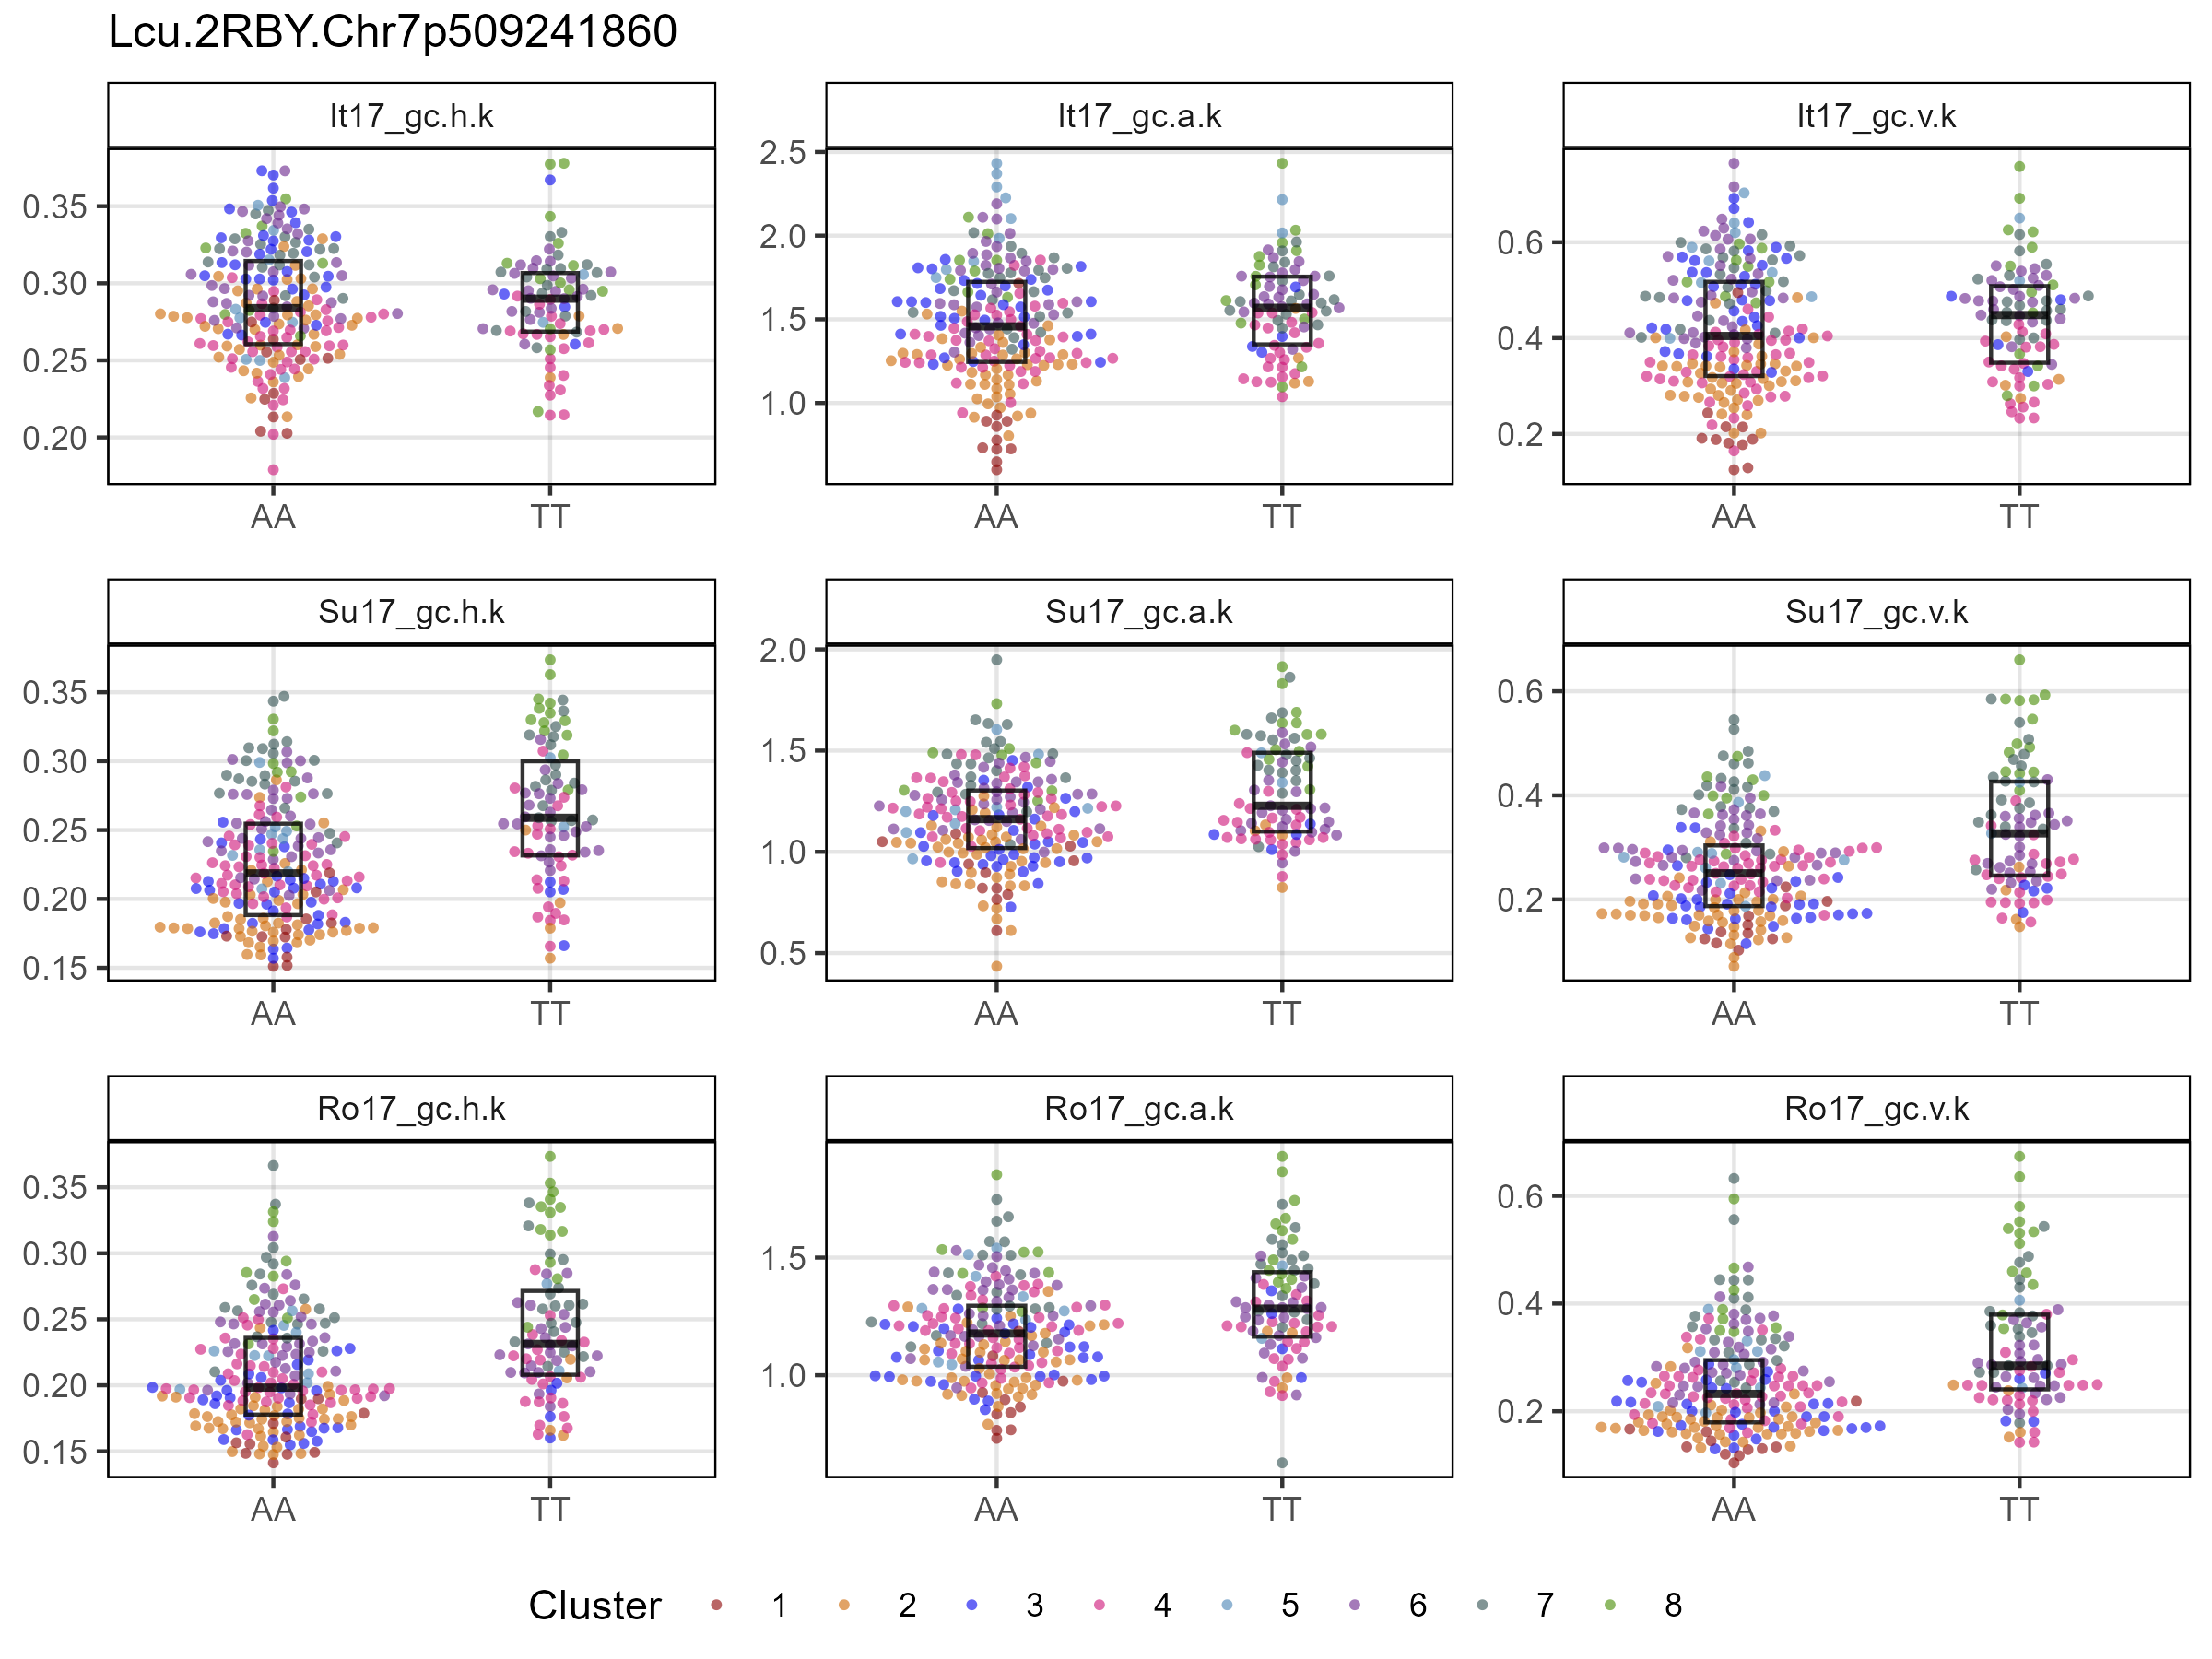 Lcu.2RBY.Chr7p509241860
It17_gc.h.k
It17_gc.a.k
It17_gc.v.k
0.35
0.30
0.25
0.20
AA
TT
2.5
2.0
1.5
1.0
AA
TT
0.6
0.4
0.2
AA
TT
Su17_gc.h.k
Su17_gc.a.k
Su17_gc.v.k
0.35
0.30
0.25
0.20
0.15
AA
TT
2.0
1.5
1.0
0.5
AA
TT
0.6
0.4
0.2
AA
TT
Ro17_gc.h.k
Ro17_gc.a.k
Ro17_gc.v.k
0.35
0.30
0.25
0.20
0.15
AA
TT
1.5
1.0
AA
TT
0.6
0.4
0.2
AA
TT
Cluster 1 2 3 4 5 6 7 8